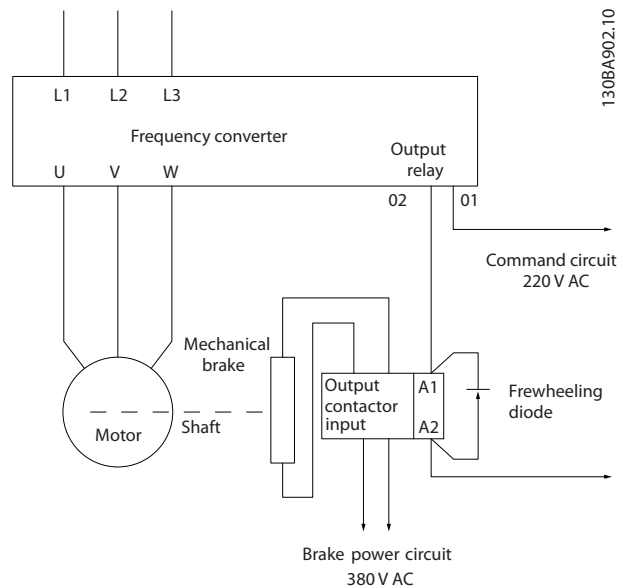 130BA902.10
L1 L2 L3
Frequency converter
Output
relay
U V W
02 01
Command circuit
220 V AC
Mechanical
brake
Output
contactor
input
A1
A2
Frewheeling
diode
Motor
Shaft
Brake power circuit
380 V AC